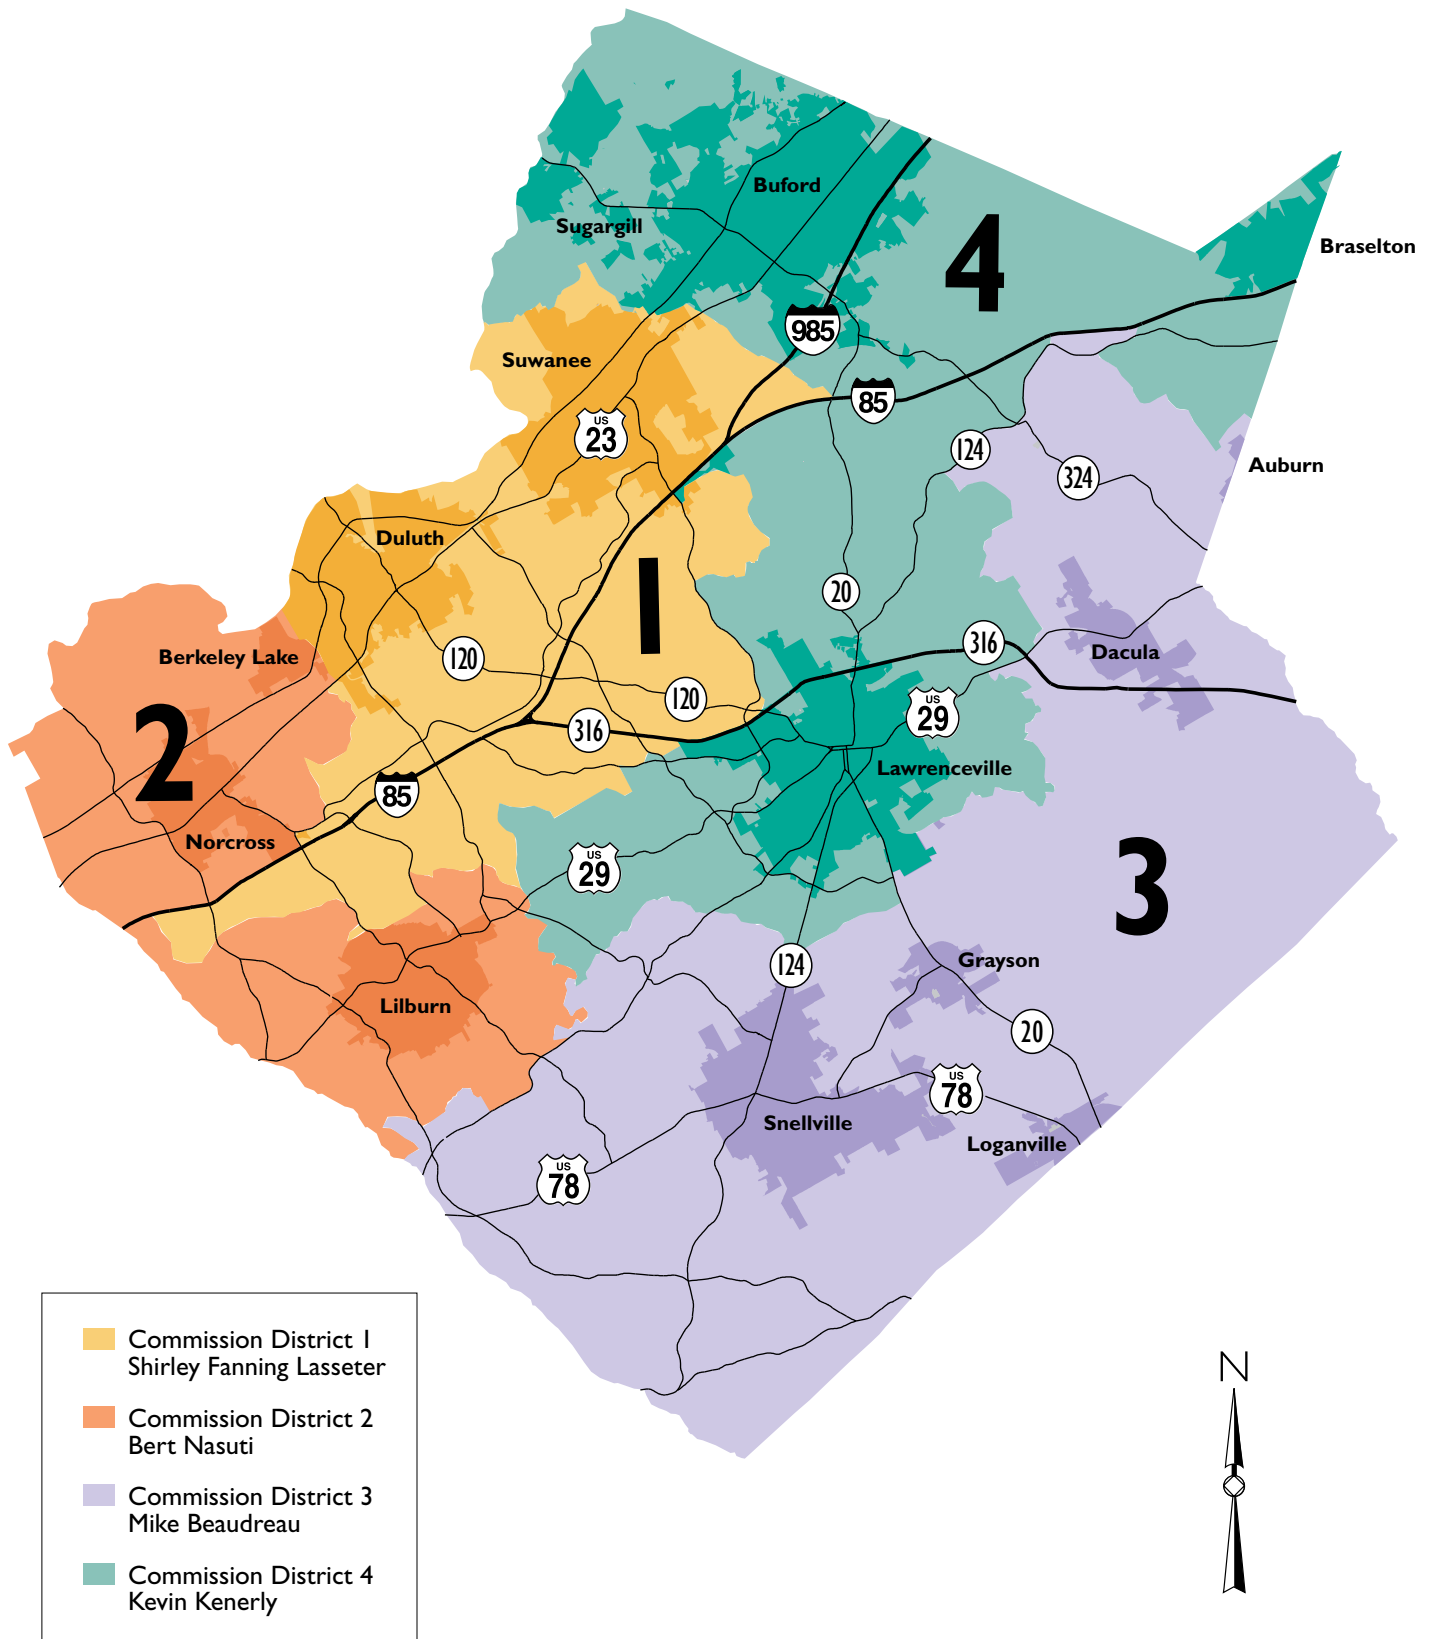 Buford
Sugargill
4
Braselton
985
Suwanee
85
US
23
124
Auburn
324
Duluth
1
20
316
Berkeley Lake
120
Dacula
120
US
29
2
316
Lawrenceville
85
Norcross
US
29
3
124
Grayson
Lilburn
20
US
78
Snellville
Loganville
US
78
Commission District 1
Shirley Fanning Lasseter
Commission District 2
Bert Nasuti
Commission District 3
Mike Beaudreau
Commission District 4
Kevin Kenerly
N